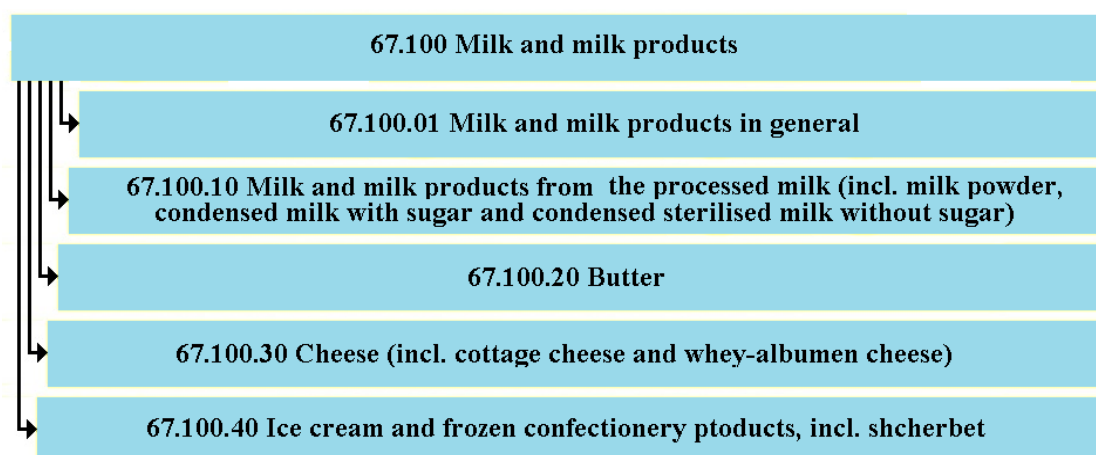 67.100 Milk and milk products
67.100.01 Milk and milk products in general
67.100.10 Milk and milk products from the processed milk (incl. milk powder,
condensed milk with sugar and condensed sterilised milk without sugar)
67.100.20 Butter
67.100.30 Cheese (incl. cottage cheese and whey-albumen cheese)
67.100.40 Ice cream and frozen confectionery ptoducts, incl. shcherbet